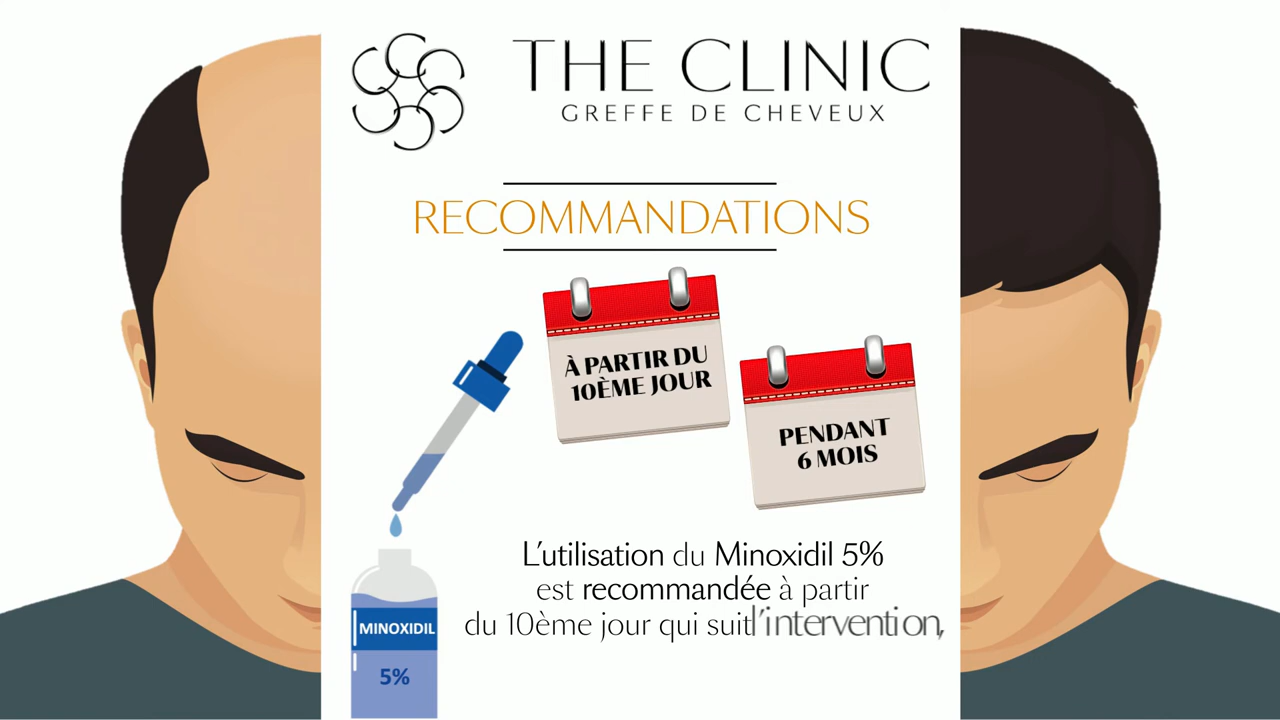 THE CLINIC
GREFFE DE CHEVEUX
RECOMMANDATIONS
À PARTIR DU
10ÈME JOUR
PENDANT
6 MOIS
L'utilisation du Minoxidil 5%
est recommandée à partir
du 10ème jour qui suit l'intervention,
MINOXIDIL
5%